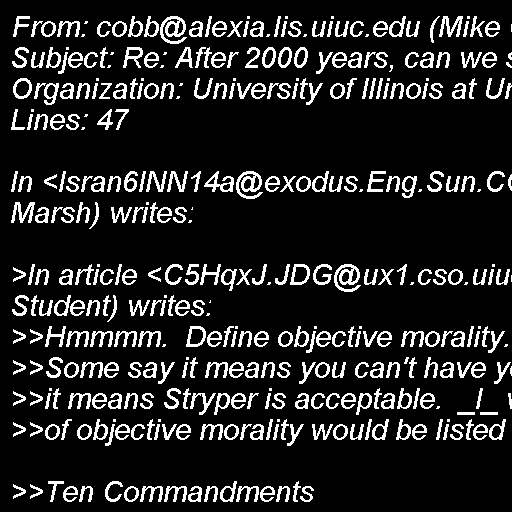 From: cobb@alexia.lis.uiuc.edu (Mike
Subject: Re: After 2000 years, can we
Organization: University of Illinois at
Lines: 47
In <lsran6INN14a@exodus.Eng.Sun.
Marsh) writes:
>In article <C5HqxJ.JDG@ux1.cso.
Student) writes:
>>Hmmmm.  Define objective morality.
>>Some say it means you can't have
>>it means Stryper is acceptable.  _I_
>>of objective morality would be listed
>>Ten Commandments